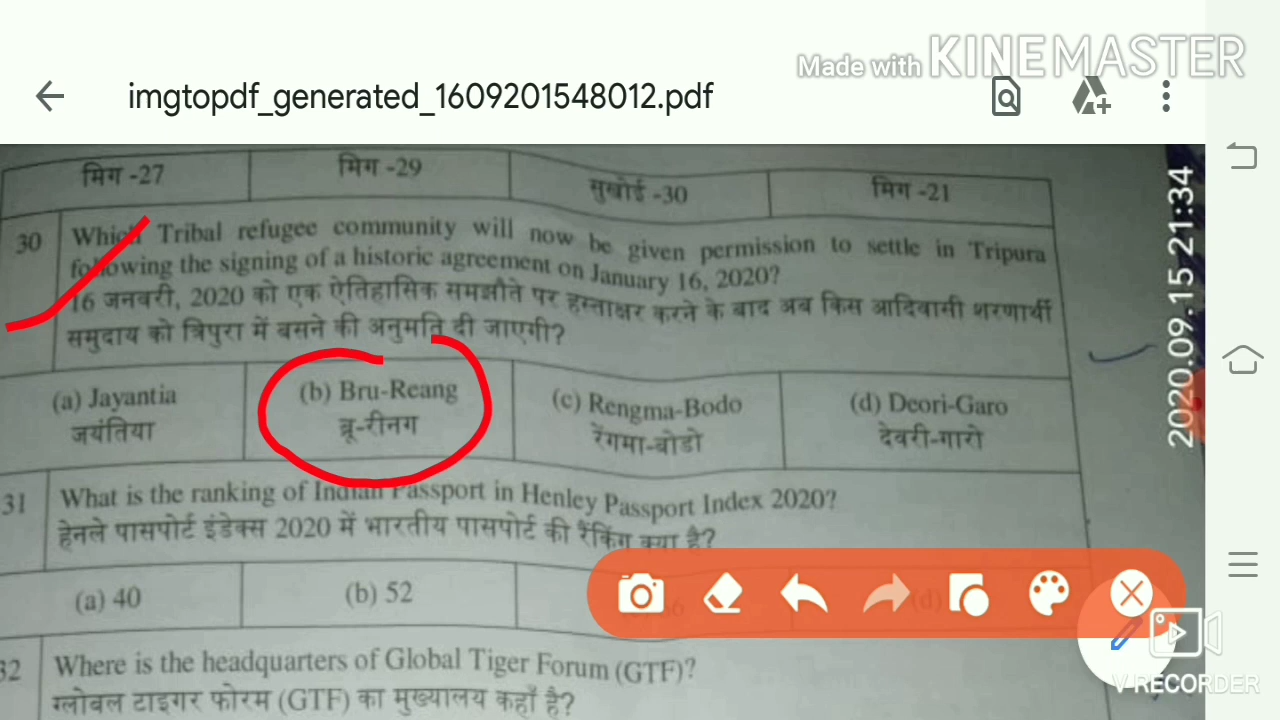 Made with KINEMASTER
imgtopdf_generated_1609201548012.pdf
मिग -27 मिग -29 सुखोई -30 मिग -21
30 Which Tribal refugee community will now be given permission to settle in Tripura
following the signing of a historic agreement on January 16, 2020?
16 जनवरी, 2020 को एक ऐतिहासिक समझौते पर हस्ताक्षर करने के बाद अब किस आदिवासी शरणार्थी
समुदाय को त्रिपुरा में बसने की अनुमति दी जाएगी?
(a) Jayantia (b) Bru-Reang (c) Rengma-Bodo (d) Deori-Garo
जयंतिया ब्रू-रीनग रेंगमा-बोडो देवरी-गारो
31 What is the ranking of Indian Passport in Henley Passport Index 2020?
हेनले पासपोर्ट इंडेक्स 2020 में भारतीय पासपोर्ट की रैंकिंग क्या है?
(a) 40 (b) 52 (d)
32 Where is the headquarters of Global Tiger Forum (GTF)?
ग्लोबल टाइगर फोरम (GTF) का मुख्यालय कहाँ है?
2020.09.15 21:34
V RECORDER